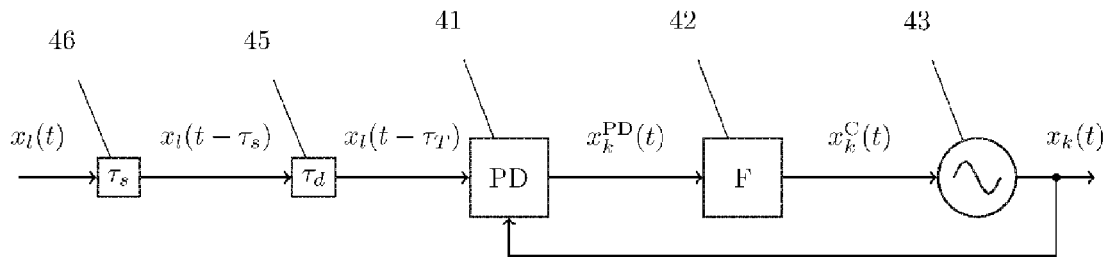 46 45 41 42 43
x_l(t) x_l(t − τ_s) x_l(t − τ_T) x_k^PD(t) x_k^C(t) x_k(t)
τ_s τ_d PD F